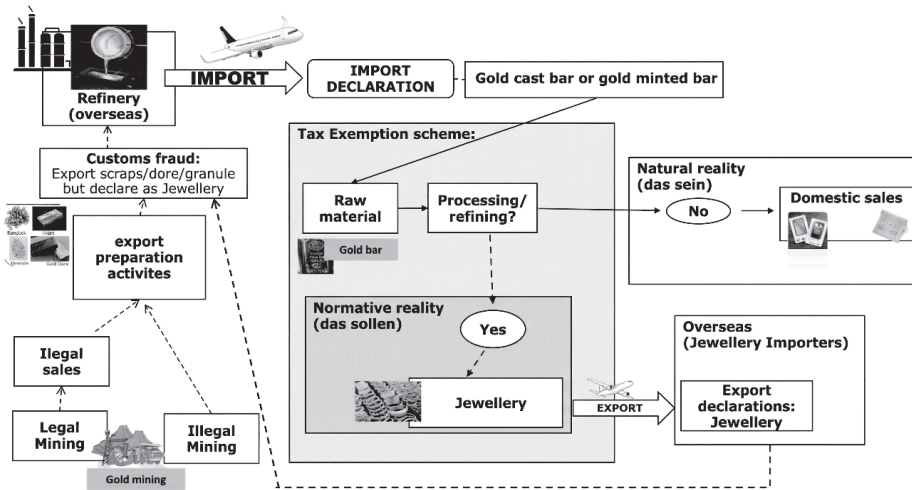 Refinery
(overseas)
IMPORT
IMPORT
DECLARATION
Gold cast bar or gold minted bar
Customs fraud:
Export scraps/dore/granule
but declare as Jewellery
export
preparation
activites
Ilegal
sales
Legal
Mining
Illegal
Mining
Gold mining
Tax Exemption scheme:
Raw
material
Processing/
refining?
Gold bar
Normative reality
(das sollen)
Yes
Jewellery
Natural reality
(das sein)
No
Domestic sales
EXPORT
Overseas
(Jewellery Importers)
Export
declarations:
Jewellery